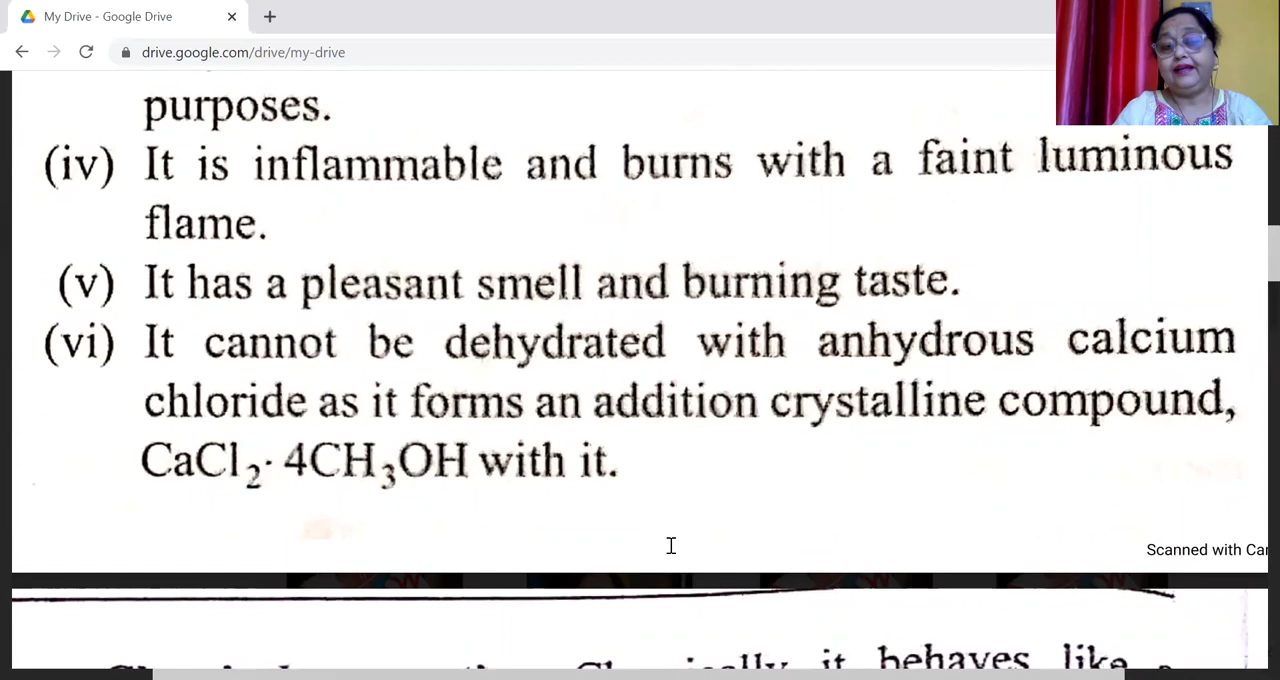 My Drive - Google Drive
drive.google.com/drive/my-drive
purposes.
(iv) It is inflammable and burns with a faint luminous
flame.
(v) It has a pleasant smell and burning taste.
(vi) It cannot be dehydrated with anhydrous calcium
chloride as it forms an addition crystalline compound,
CaCl₂· 4CH₃OH with it.
Scanned with
it behaves like